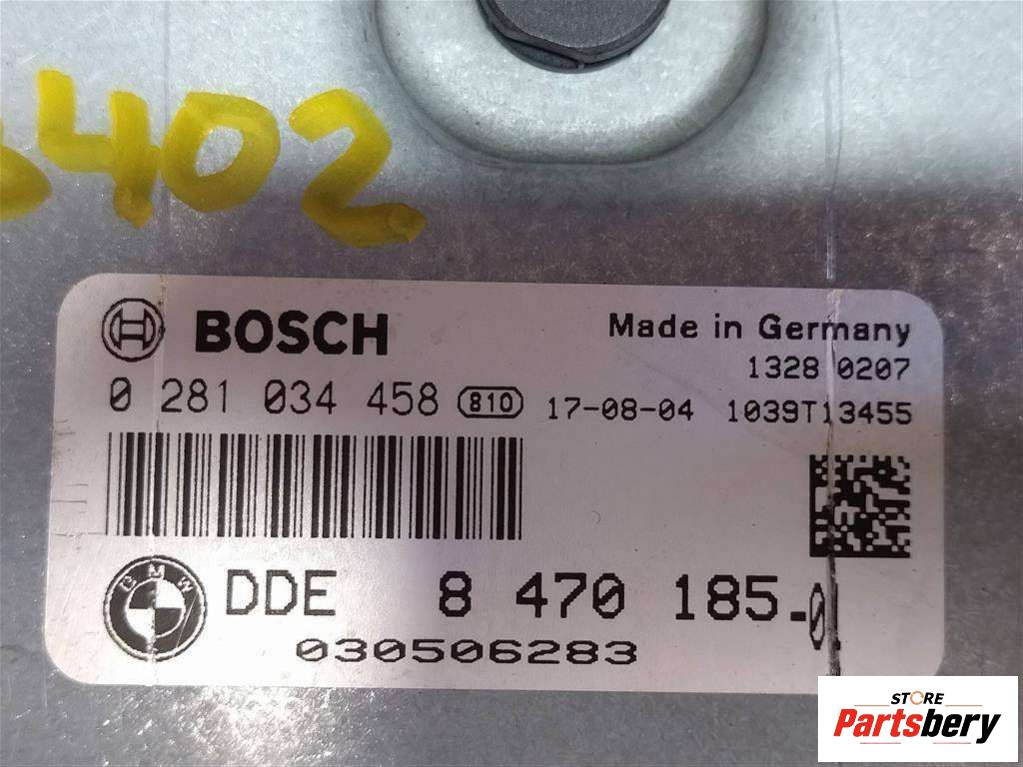 402
BOSCH
Made in Germany
1328 0207
0 281 034 458 810 17-08-04 1039T13455
BMW
DDE 8 470 185
030506283
STORE
Partsbery